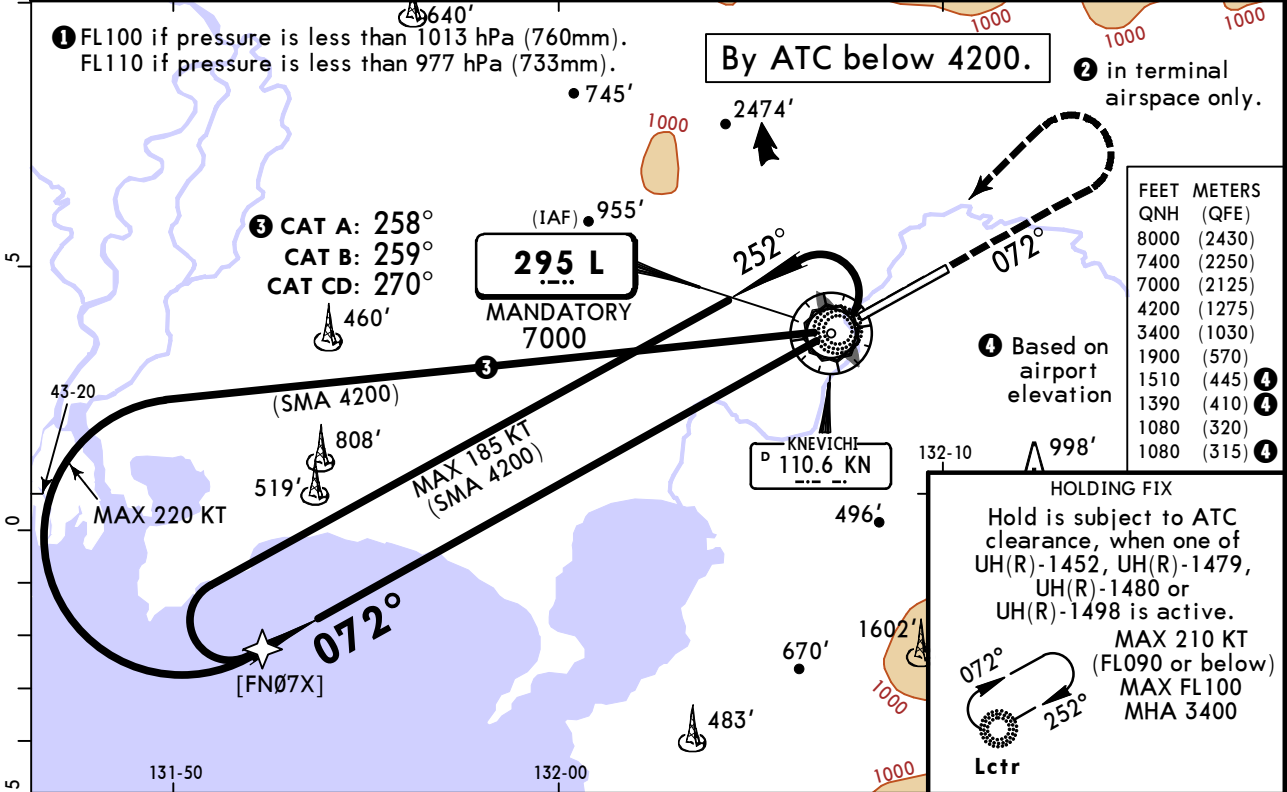 640'
❶ FL100 if pressure is less than 1013 hPa (760mm).
FL110 if pressure is less than 977 hPa (733mm).
1000
1000
1000
By ATC below 4200.
❷ in terminal
airspace only.
745'
2474'
1000
(IAF)
955'
❸ CAT A: 258°
CAT B: 259°
CAT CD: 270°
295 L
MANDATORY
7000
252°
072°
FEET METERS
QNH (QFE)
8000 (2430)
7400 (2250)
7000 (2125)
4200 (1275)
3400 (1030)
1900 (570)
1510 (445) ❹
1390 (410) ❹
1080 (320)
1080 (315) ❹
5
460'
❹ Based on
airport
elevation
❸
(SMA 4200)
43-20
808'
519'
MAX 185 KT
(SMA 4200)
MAX 220 KT
KNEVICHI
D 110.6 KN
132-10
998'
496'
0
072°
[FNØ7X]
1602'
1000
670'
483'
HOLDING FIX
Hold is subject to ATC
clearance, when one of
UH(R)-1452, UH(R)-1479,
UH(R)-1480 or
UH(R)-1498 is active.
MAX 210 KT
(FL090 or below)
MAX FL100
MHA 3400
072°
252°
Lctr
5
131-50
132-00
1000